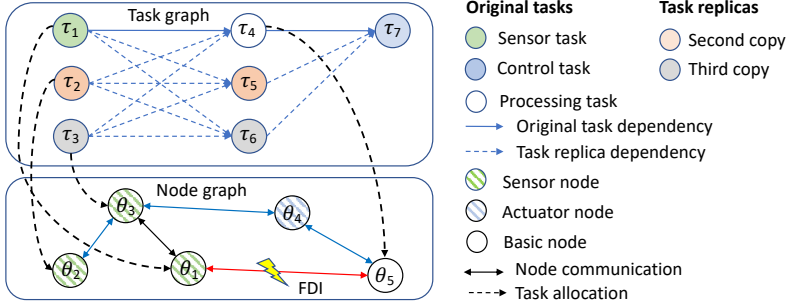 Task graph
τ1
τ4
τ7
τ2
τ5
τ3
τ6
Node graph
θ3
θ4
θ2
θ1
θ5
FDI
Original tasks
Sensor task
Control task
Processing task
Original task dependency
Task replica dependency
Sensor node
Actuator node
Basic node
Node communication
Task allocation
Task replicas
Second copy
Third copy